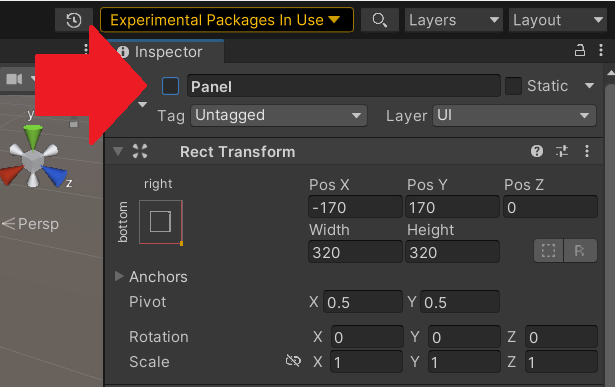 Experimental Packages In Use Layers Layout
Inspector
Panel Static
Tag Untagged Layer UI
Rect Transform
y
z
Persp
right
bottom
Pos X Pos Y Pos Z
-170 170 0
Width Height
320 320 R
Anchors
Pivot X 0.5 Y 0.5
Rotation X 0 Y 0 Z 0
Scale X 1 Y 1 Z 1